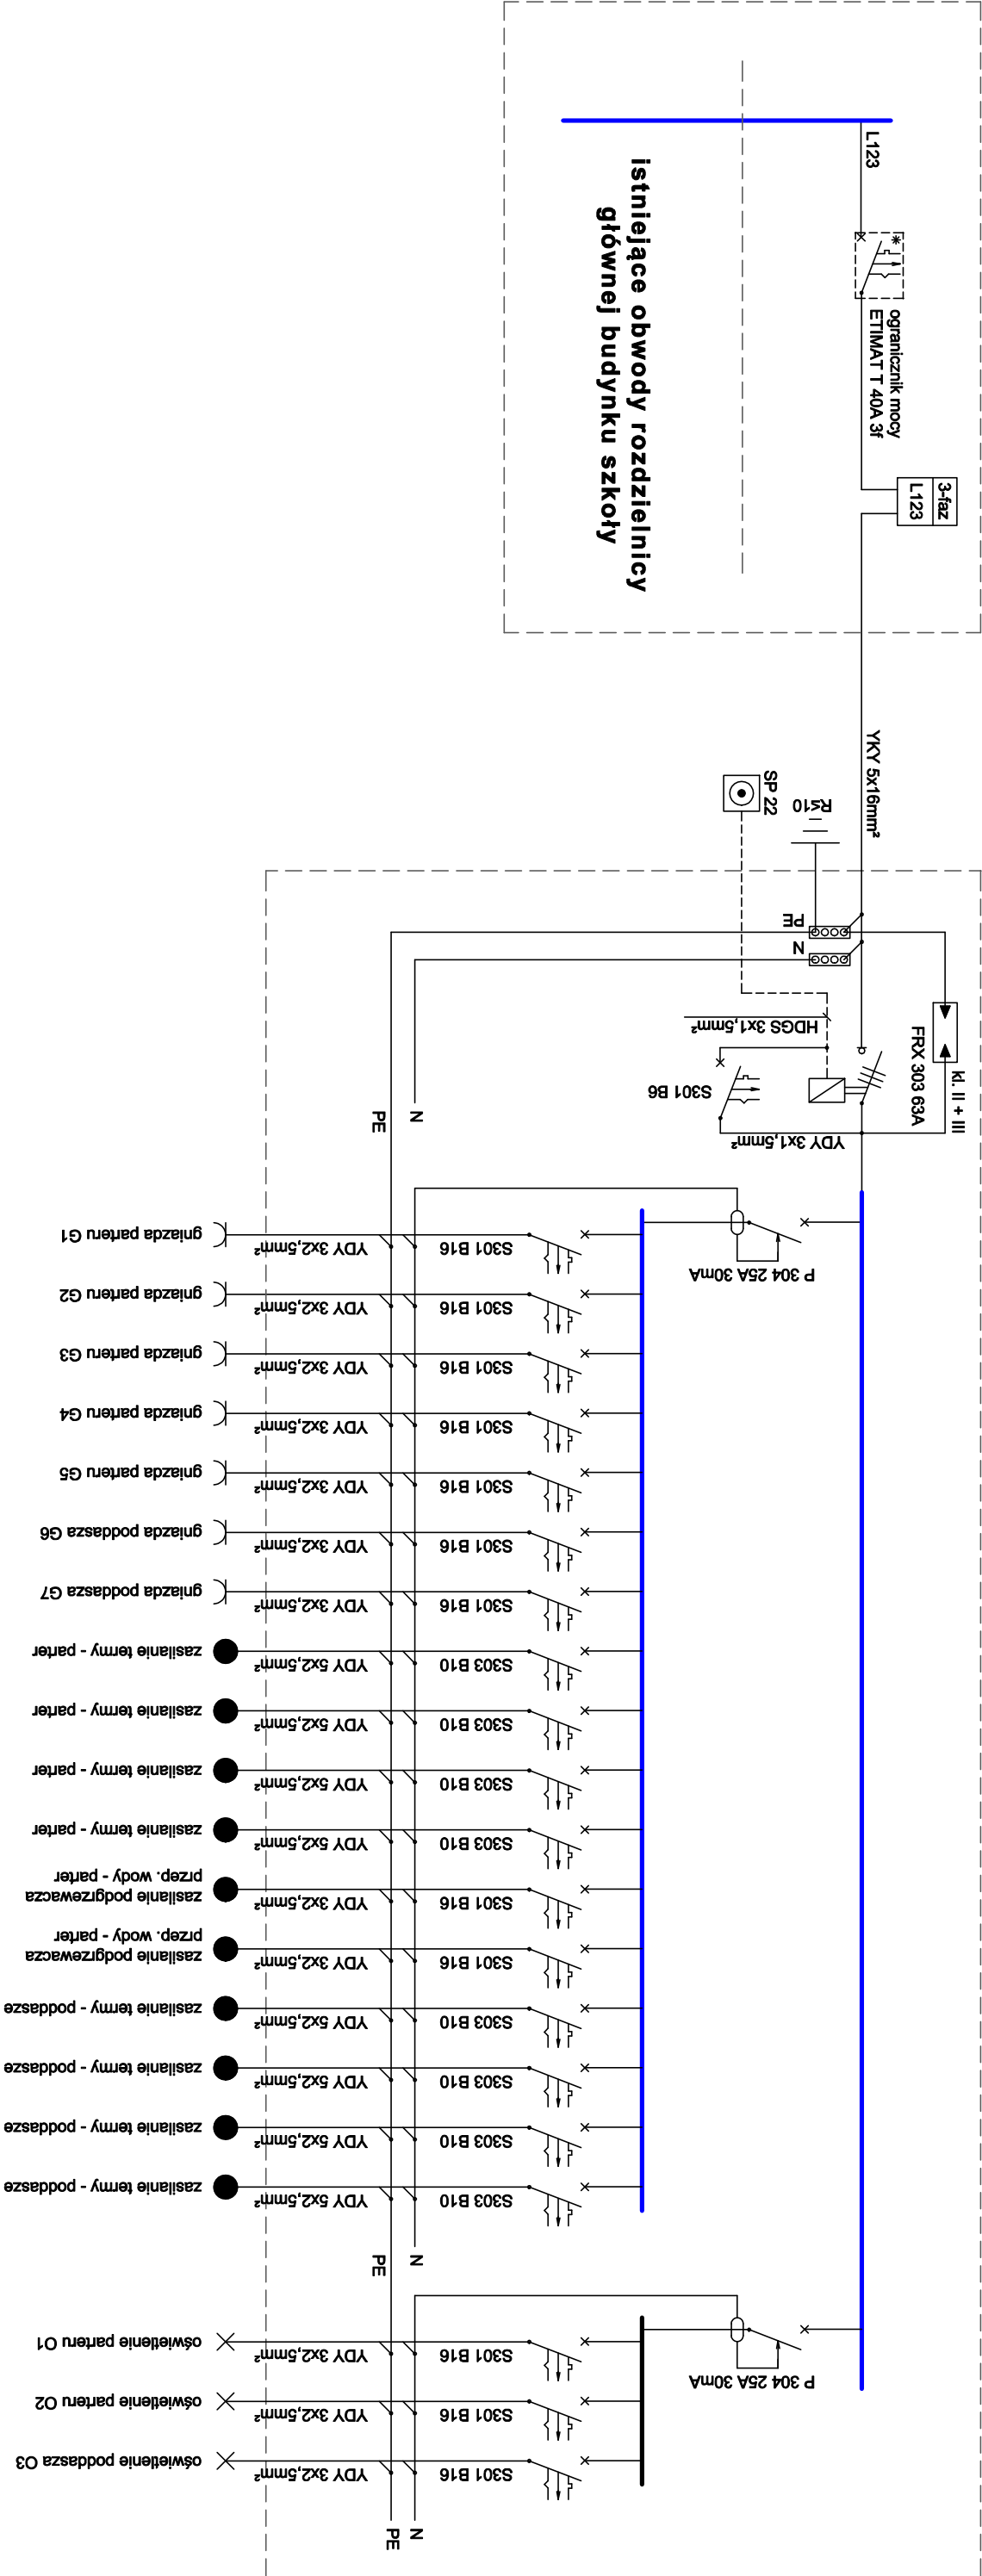 L123
*
ogranicznik mocy
ETIMAT T 40A 3f
3-faz
L123
istniejące obwody rozdzielnicy
głównej budynku szkoły
YKY 5x16mm²
SP 22
R≤10
PE
N
HDGS 3x1,5mm²
FRX 303 63A
kl. II + III
S301 B6
YDY 3x1,5mm²
N
PE
P 304 25A 30mA
S301 B16
YDY 3x2,5mm²
gniazda parteru G1
S301 B16
YDY 3x2,5mm²
gniazda parteru G2
S301 B16
YDY 3x2,5mm²
gniazda parteru G3
S301 B16
YDY 3x2,5mm²
gniazda parteru G4
S301 B16
YDY 3x2,5mm²
gniazda parteru G5
S301 B16
YDY 3x2,5mm²
gniazda poddasza G6
S301 B16
YDY 3x2,5mm²
gniazda poddasza G7
S303 B10
YDY 5x2,5mm²
zasilanie termy - parter
S303 B10
YDY 5x2,5mm²
zasilanie termy - parter
S303 B10
YDY 5x2,5mm²
zasilanie termy - parter
S303 B10
YDY 5x2,5mm²
zasilanie termy - parter
S301 B16
YDY 3x2,5mm²
zasilanie podgrzewacza
przep. wody - parter
S301 B16
YDY 3x2,5mm²
zasilanie podgrzewacza
przep. wody - parter
S303 B10
YDY 5x2,5mm²
zasilanie termy - poddasze
S303 B10
YDY 5x2,5mm²
zasilanie termy - poddasze
S303 B10
YDY 5x2,5mm²
zasilanie termy - poddasze
S303 B10
YDY 5x2,5mm²
zasilanie termy - poddasze
N
PE
P 304 25A 30mA
S301 B16
YDY 3x2,5mm²
oświetlenie parteru O1
S301 B16
YDY 3x2,5mm²
oświetlenie parteru O2
S301 B16
YDY 3x2,5mm²
oświetlenie poddasza O3
N
PE